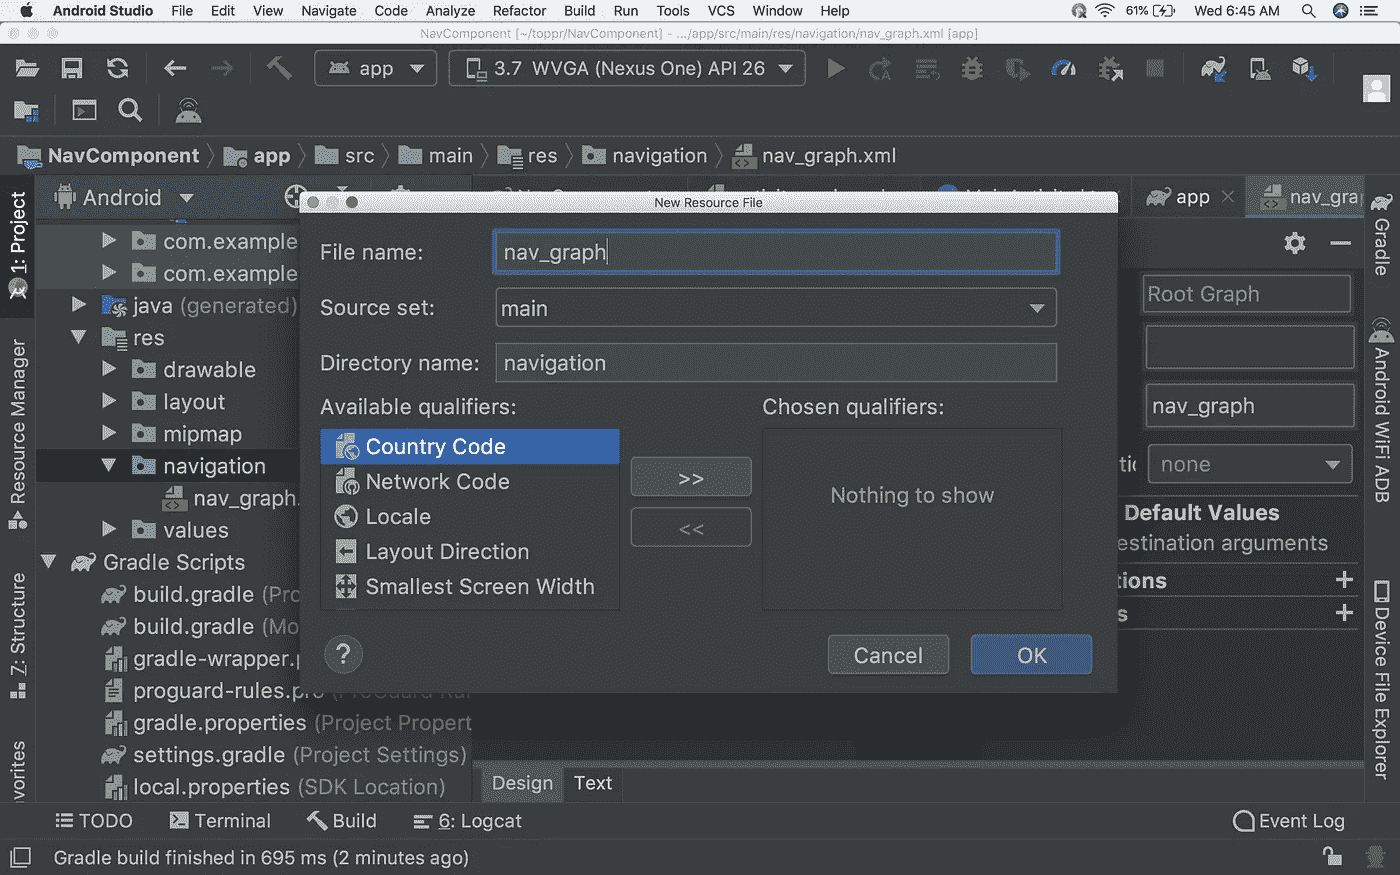 Android Studio File Edit View Navigate Code Analyze Refactor Build Run Tools VCS Window Help 61% Wed 6:45 AM
NavComponent [~/toppr/NavComponent] - .../app/src/main/res/navigation/nav_graph.xml [app]
app 3.7 WVGA (Nexus One) API 26
NavComponent app src main res navigation nav_graph.xml
Android app nav_gra
New Resource File
1: Project
Resource Manager
Z: Structure
vorites
com.example
com.example
java (generated)
res
drawable
layout
mipmap
navigation
nav_graph.
values
Gradle Scripts
build.gradle (Pro
build.gradle (Mo
gradle-wrapper.p
proguard-rules.pro (ProGuard Rul
gradle.properties (Project Propert
settings.gradle (Project Settings)
local.properties (SDK Location)
File name: nav_graph
Source set: main
Directory name: navigation
Available qualifiers: Chosen qualifiers:
Country Code
Network Code
Locale
Layout Direction
Smallest Screen Width
>>
<<
Nothing to show
? Cancel OK
Root Graph
nav_graph
none
Default Values
estination arguments
tions
s
Gradle
Android WiFi ADB
Device File Explorer
Design Text
TODO Terminal Build 6: Logcat Event Log
Gradle build finished in 695 ms (2 minutes ago)